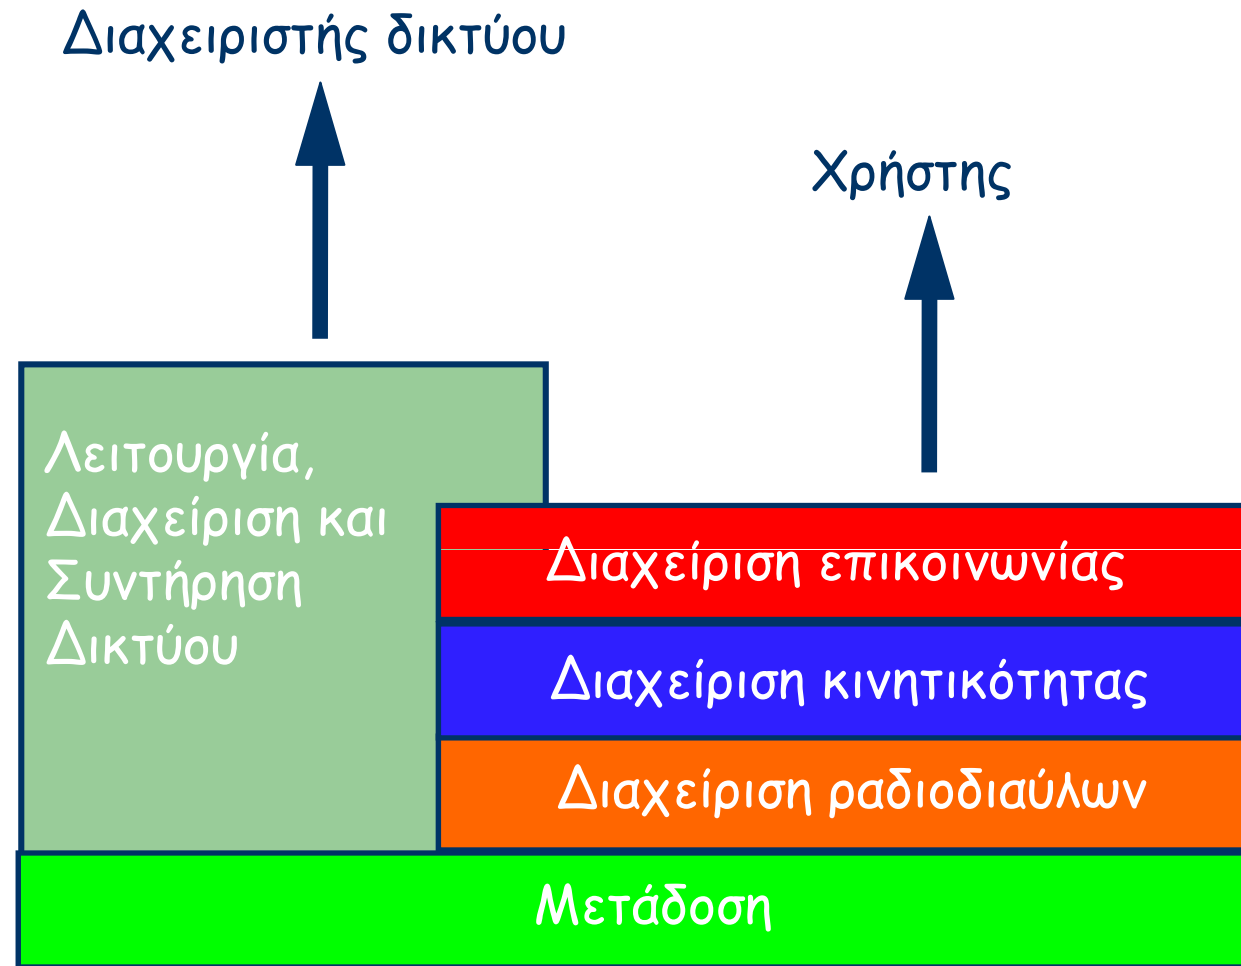 Διαχειριστής δικτύου
Χρήστης
Λειτουργία,
Διαχείριση και
Συντήρηση
Δικτύου
Διαχείριση επικοινωνίας
Διαχείριση κινητικότητας
Διαχείριση ραδιοδιαύλων
Μετάδοση